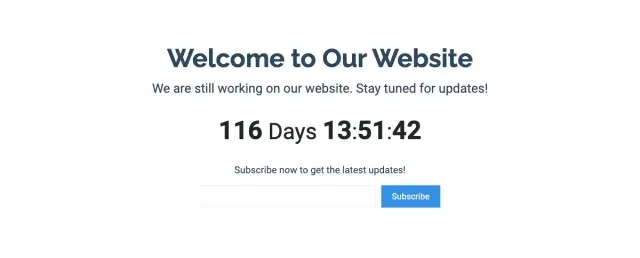 Welcome to Our Website
We are still working on our website. Stay tuned for updates!
116 Days 13:51:42
Subscribe now to get the latest updates!
Subscribe